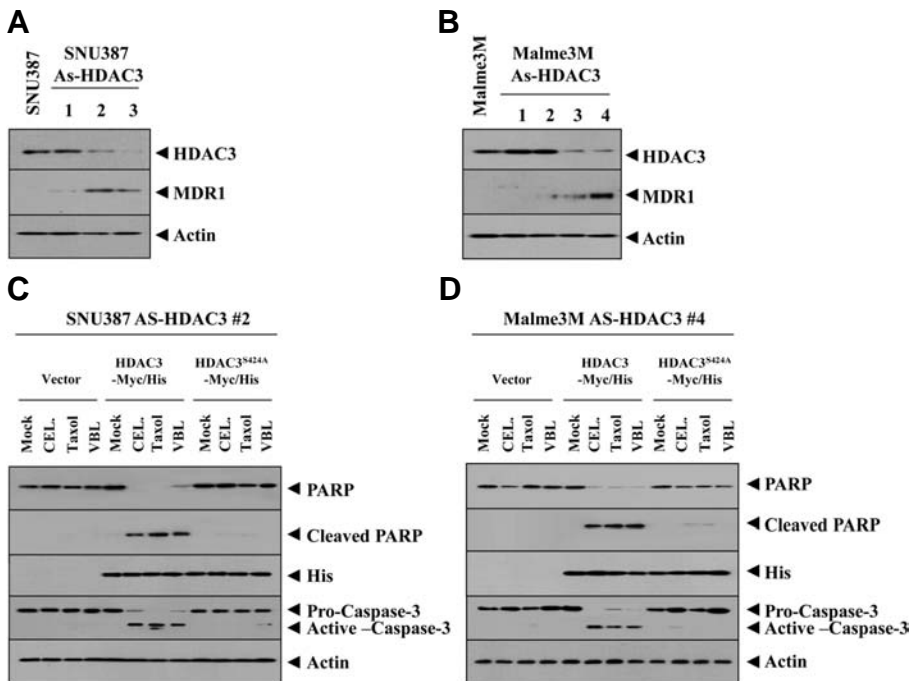 A
SNU387
SNU387
As-HDAC3
1 2 3
HDAC3
MDR1
Actin
B
Malme3M
Malme3M
As-HDAC3
1 2 3 4
HDAC3
MDR1
Actin
C
SNU387 AS-HDAC3 #2
Vector
HDAC3
-Myc/His
HDAC3S424A
-Myc/His
Mock CEL. Taxol VBL Mock CEL. Taxol VBL Mock CEL. Taxol VBL
PARP
Cleaved PARP
His
Pro-Caspase-3
Active –Caspase-3
Actin
D
Malme3M AS-HDAC3 #4
Vector
HDAC3
-Myc/His
HDAC3S424A
-Myc/His
Mock CEL. Taxol VBL Mock CEL. Taxol VBL Mock CEL. Taxol VBL
PARP
Cleaved PARP
His
Pro-Caspase-3
Active –Caspase-3
Actin